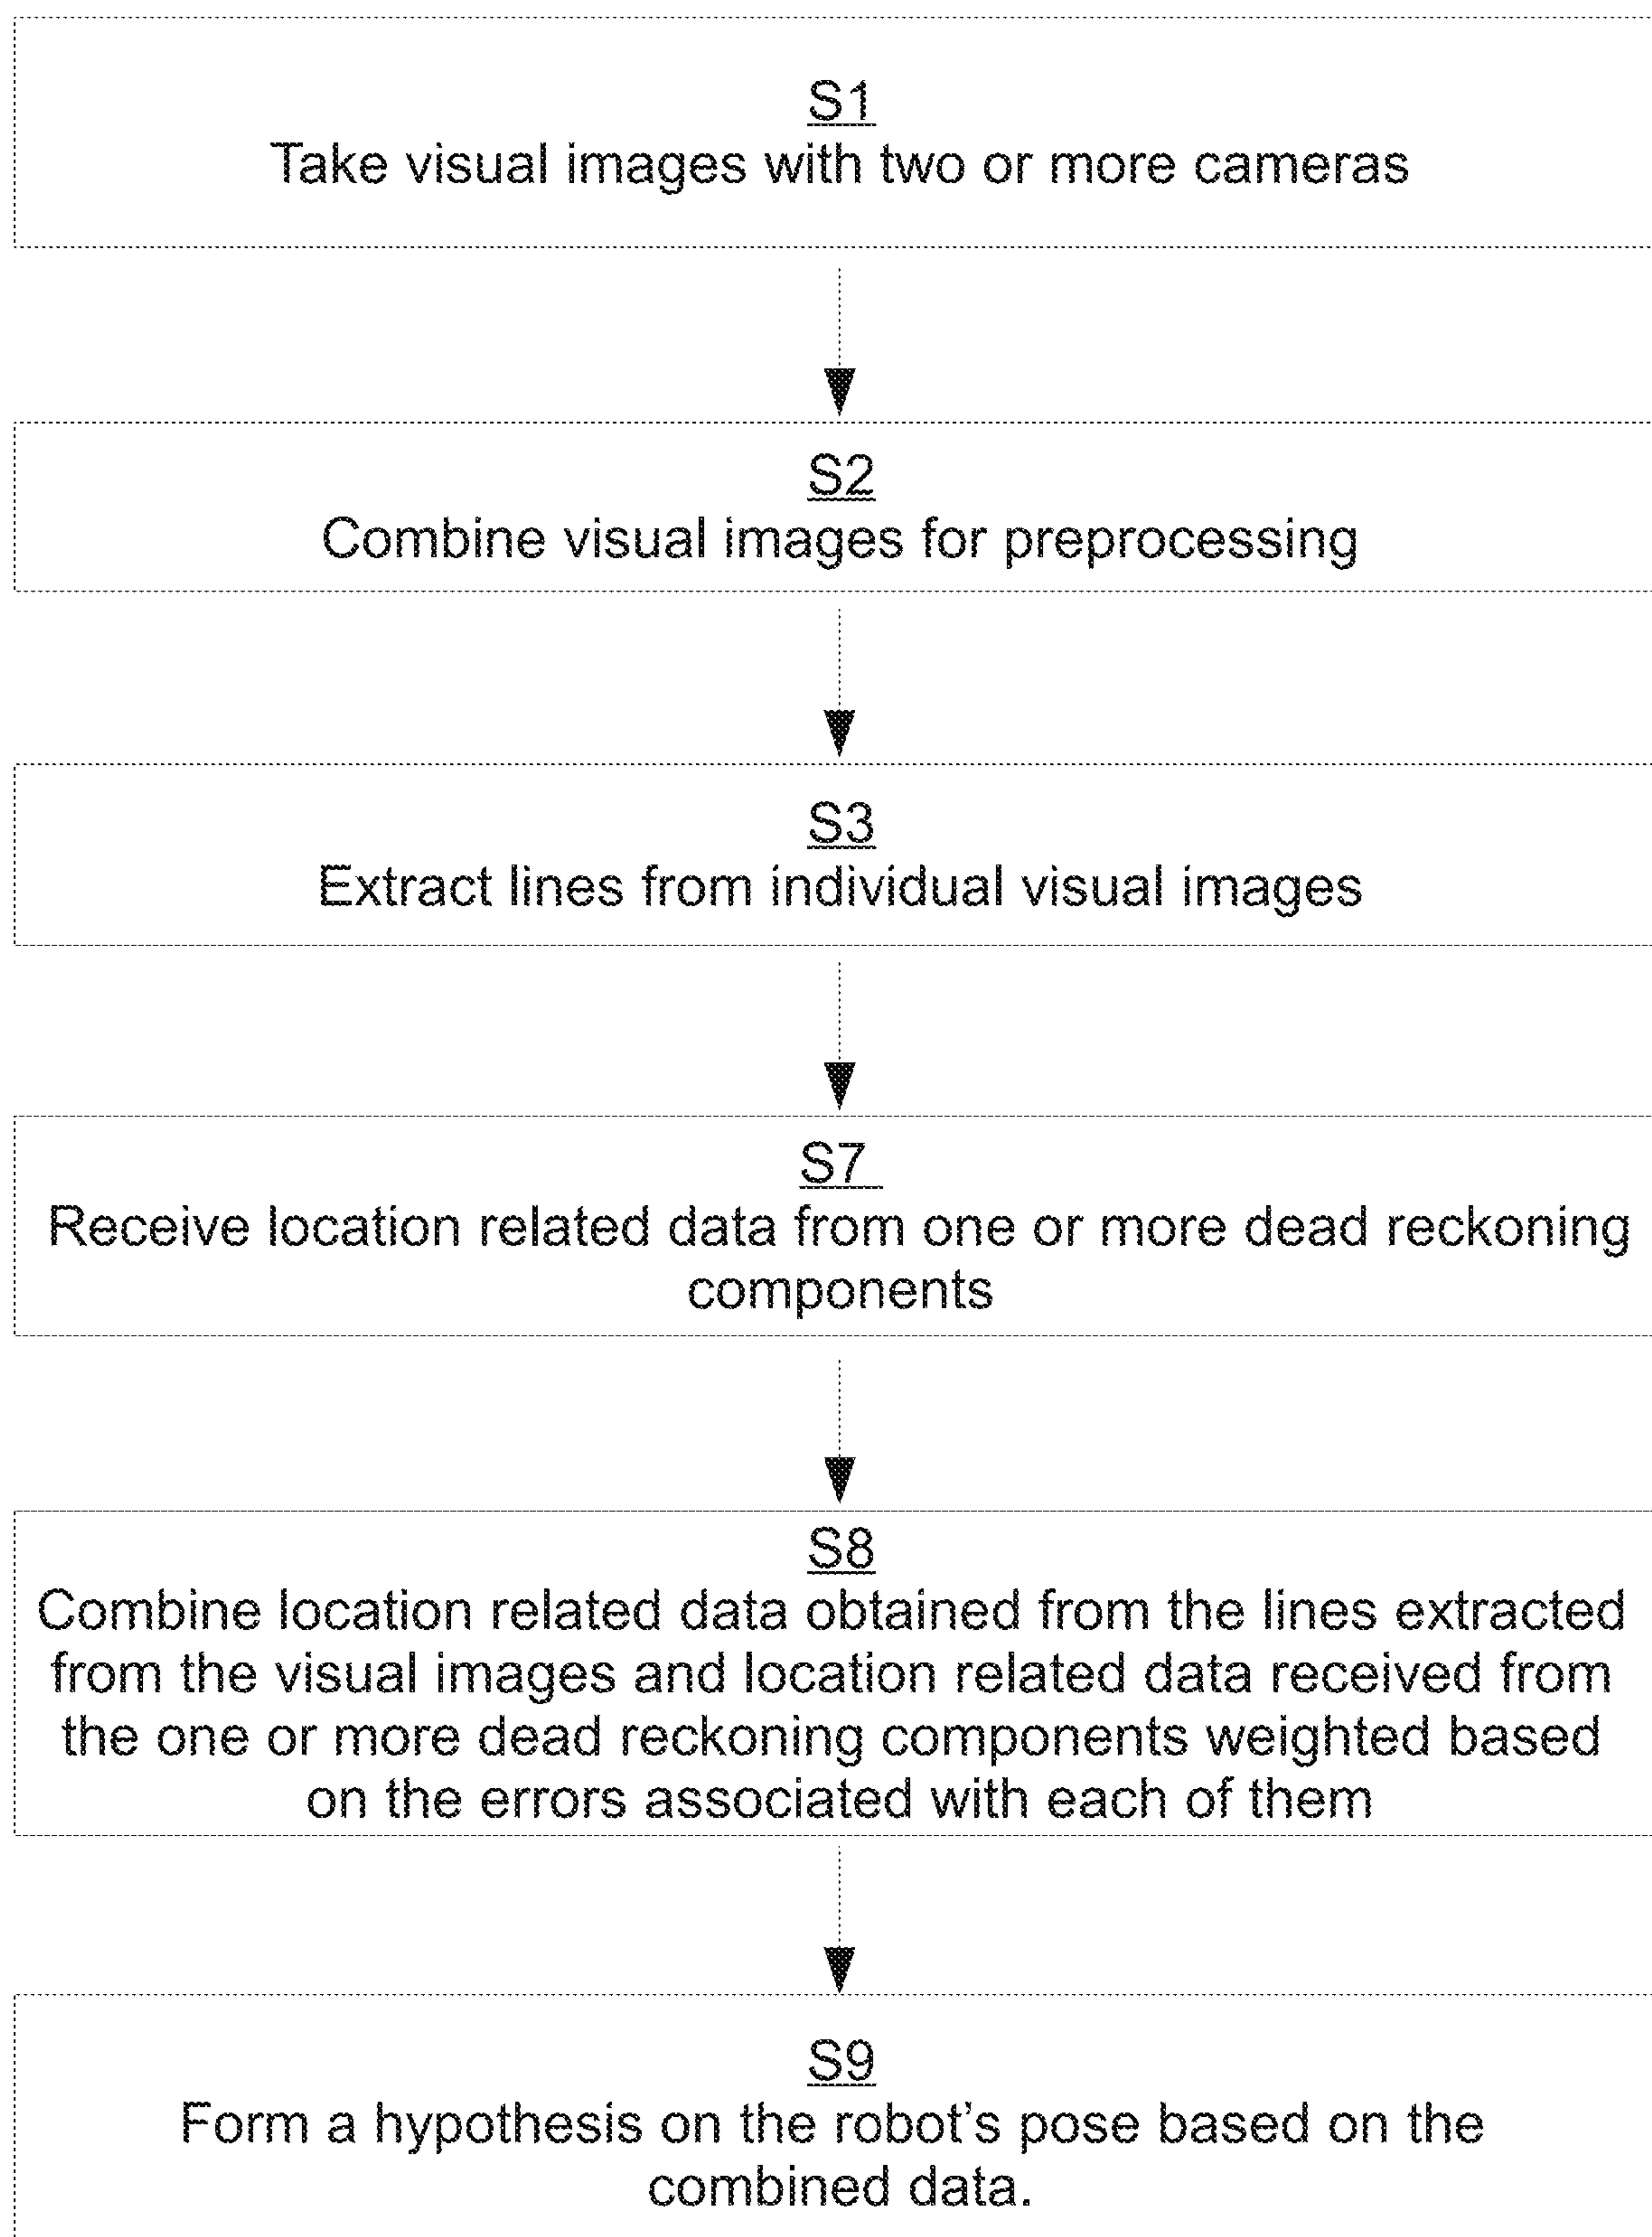 S1
Take visual images with two or more cameras
S2
Combine visual images for preprocessing
S3
Extract lines from individual visual images
S7
Receive location related data from one or more dead reckoning
components
S8
Combine location related data obtained from the lines extracted
from the visual images and location related data received from
the one or more dead reckoning components weighted based
on the errors associated with each of them
S9
Form a hypothesis on the robot's pose based on the
combined data.